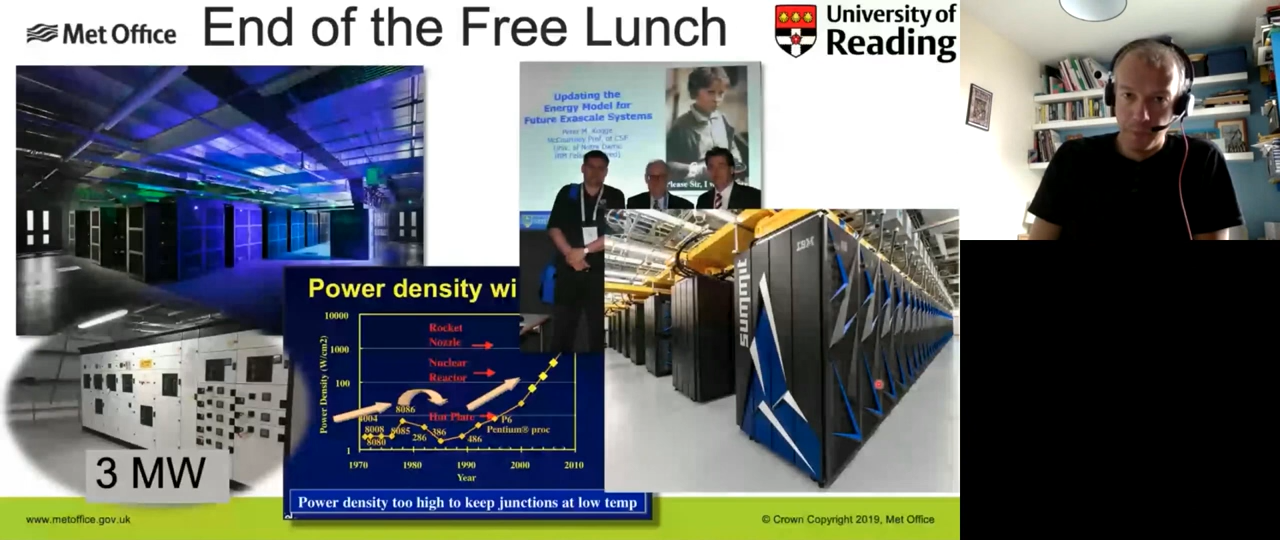 Met Office
End of the Free Lunch
University of
Reading
Updating the
Energy Model for
Future Exascale Systems
Peter M. Kogge
McCourtney Prof. of CSE
Univ. of Notre Dame
Please Sir, I
IBM
SUMMIT
Power density wi
Power Density (W/cm2)
10000
1000
100
1
Rocket
Nozzle
Nuclear
Reactor
Hot Plate
4004
8008
8080
8085
8086
286
386
486
P6
Pentium® proc
1970
1980
1990
2000
2010
Year
Power density too high to keep junctions at low temp
3 MW
www.metoffice.gov.uk
© Crown Copyright 2019, Met Office